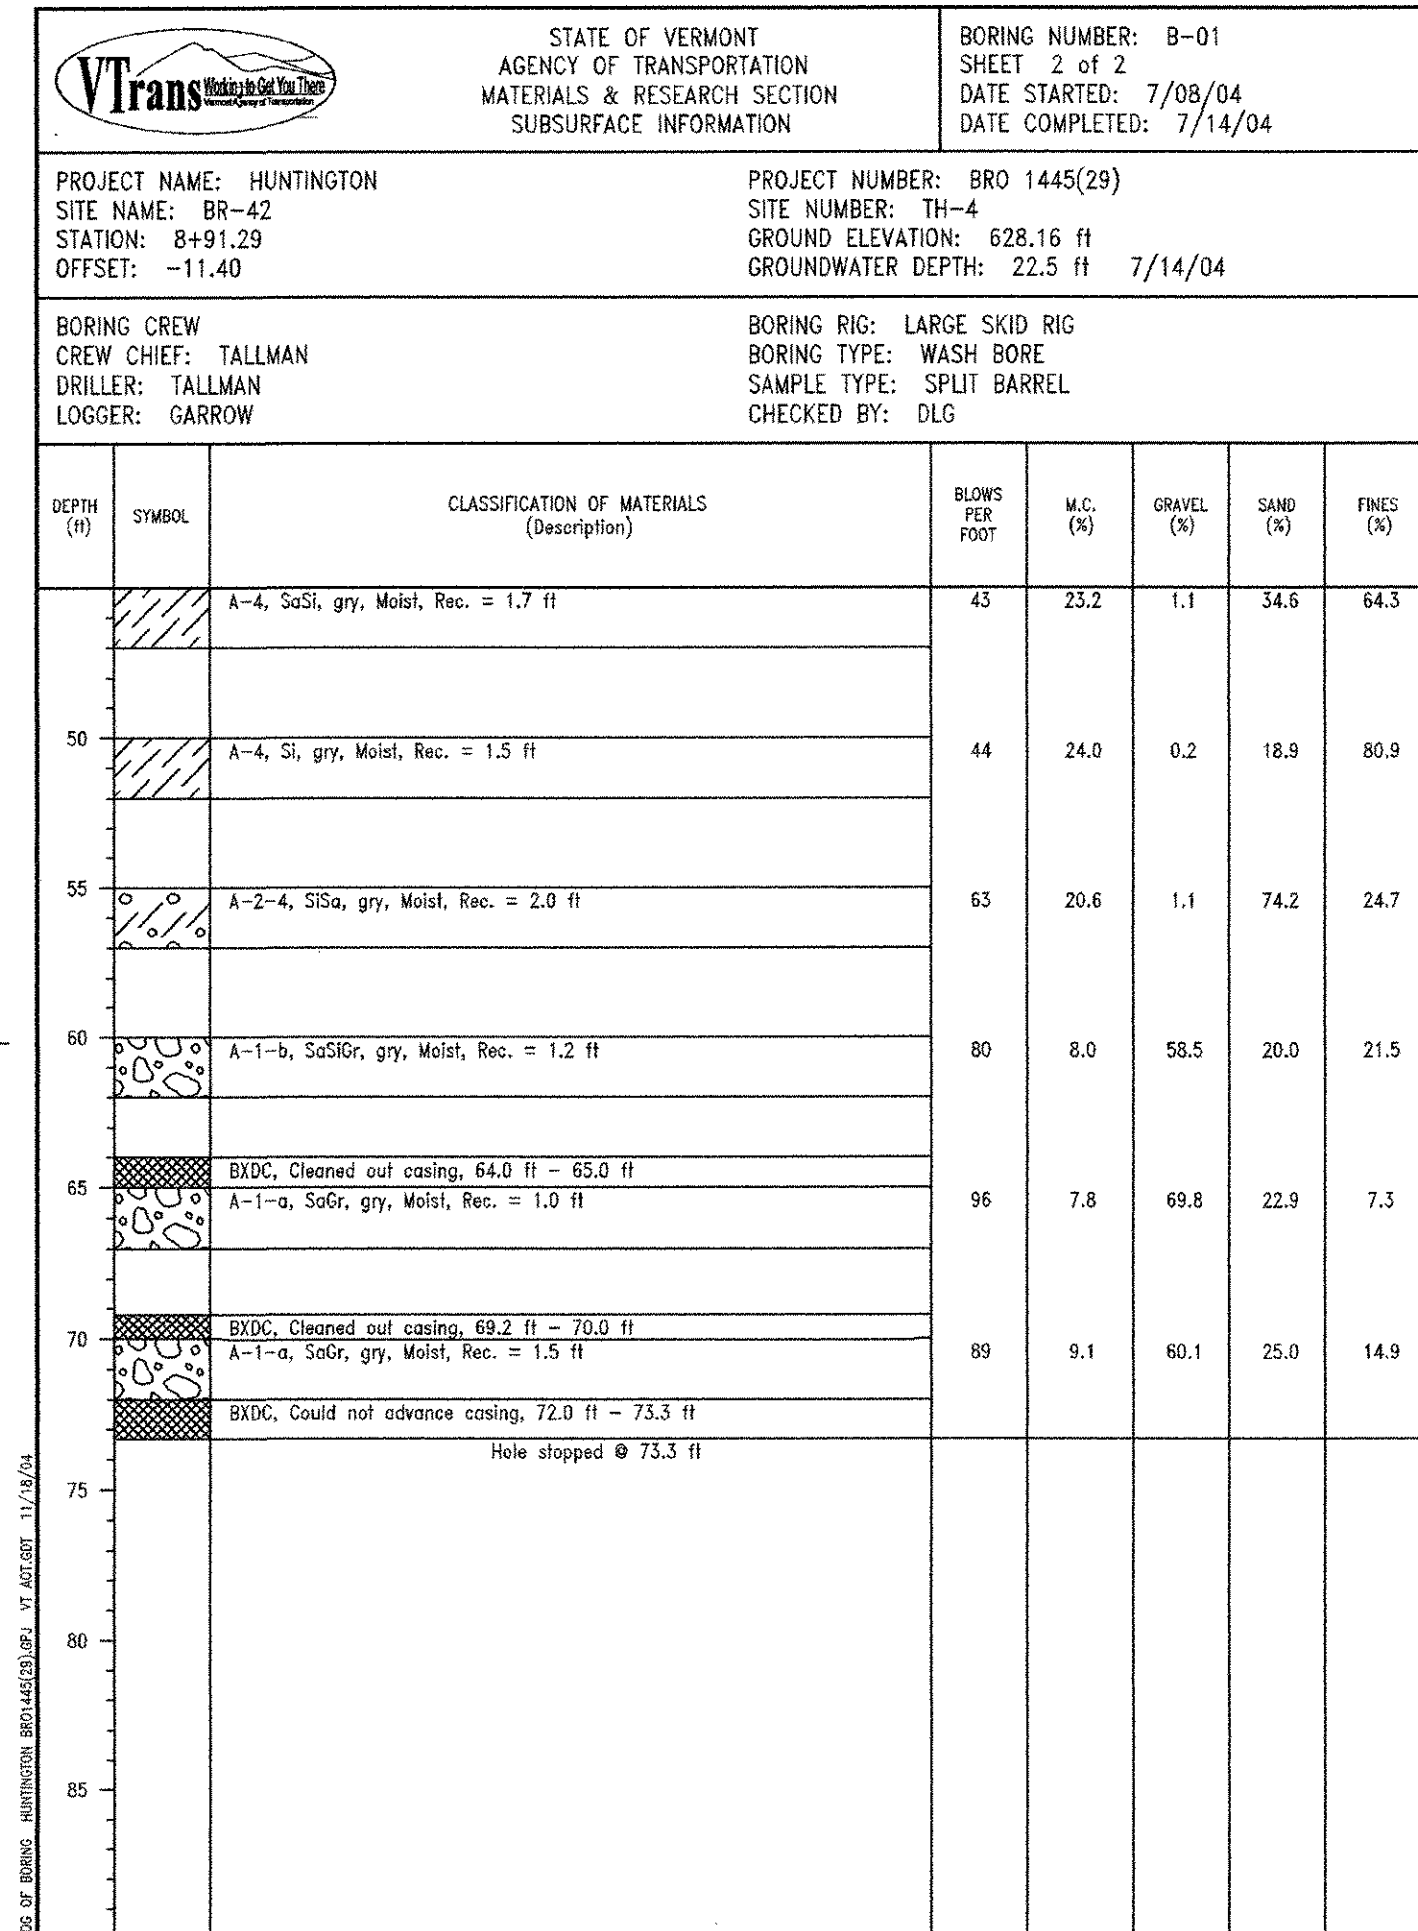 VTrans Working to Get You There
Vermont Agency of Transportation
STATE OF VERMONT
AGENCY OF TRANSPORTATION
MATERIALS & RESEARCH SECTION
SUBSURFACE INFORMATION
BORING NUMBER: B-01
SHEET 2 of 2
DATE STARTED: 7/08/04
DATE COMPLETED: 7/14/04
PROJECT NAME: HUNTINGTON
SITE NAME: BR-42
STATION: 8+91.29
OFFSET: -11.40
PROJECT NUMBER: BRO 1445(29)
SITE NUMBER: TH-4
GROUND ELEVATION: 628.16 ft
GROUNDWATER DEPTH: 22.5 ft 7/14/04
BORING CREW
CREW CHIEF: TALLMAN
DRILLER: TALLMAN
LOGGER: GARROW
BORING RIG: LARGE SKID RIG
BORING TYPE: WASH BORE
SAMPLE TYPE: SPLIT BARREL
CHECKED BY: DLG
DEPTH (ft)
SYMBOL
CLASSIFICATION OF MATERIALS
(Description)
BLOWS PER FOOT
M.C. (%)
GRAVEL (%)
SAND (%)
FINES (%)
A-4, SaSi, gry, Moist, Rec. = 1.7 ft 43 23.2 1.1 34.6 64.3
50 A-4, Si, gry, Moist, Rec. = 1.5 ft 44 24.0 0.2 18.9 80.9
55 A-2-4, SiSa, gry, Moist, Rec. = 2.0 ft 63 20.6 1.1 74.2 24.7
60 A-1-b, SaSiGr, gry, Moist, Rec. = 1.2 ft 80 8.0 58.5 20.0 21.5
BXDC, Cleaned out casing, 64.0 ft - 65.0 ft
65 A-1-a, SaGr, gry, Moist, Rec. = 1.0 ft 96 7.8 69.8 22.9 7.3
BXDC, Cleaned out casing, 69.2 ft - 70.0 ft
70 A-1-a, SaGr, gry, Moist, Rec. = 1.5 ft 89 9.1 60.1 25.0 14.9
BXDC, Could not advance casing, 72.0 ft - 73.3 ft
Hole stopped @ 73.3 ft
75
80
85
OG OF BORING HUNTINGTON BRO1445(29).GPJ VT AOT.GDT 11/18/04